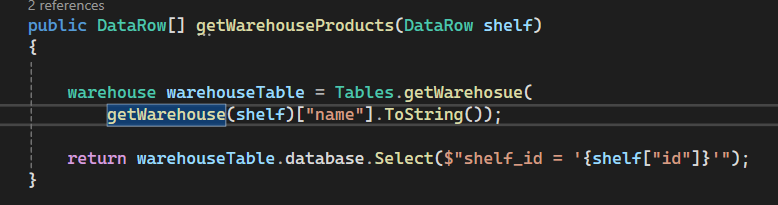 2 references
public DataRow[] getWarehouseProducts(DataRow shelf)
{
warehouse warehouseTable = Tables.getWarehosue(
getWarehouse(shelf)["name"].ToString());
return warehouseTable.database.Select($"shelf_id = '{shelf["id"]}'");
}